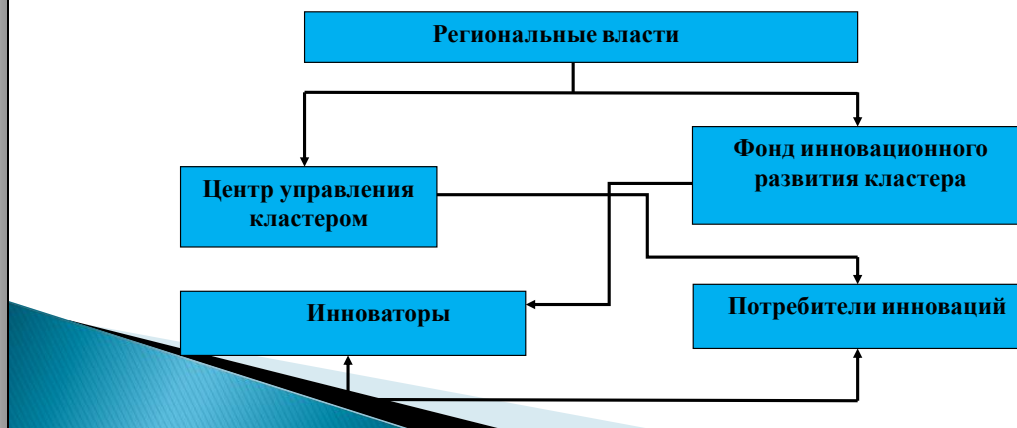 Региональные власти
Фонд инновационного
развития кластера
Центр управления
кластером
Инноваторы
Потребители инноваций